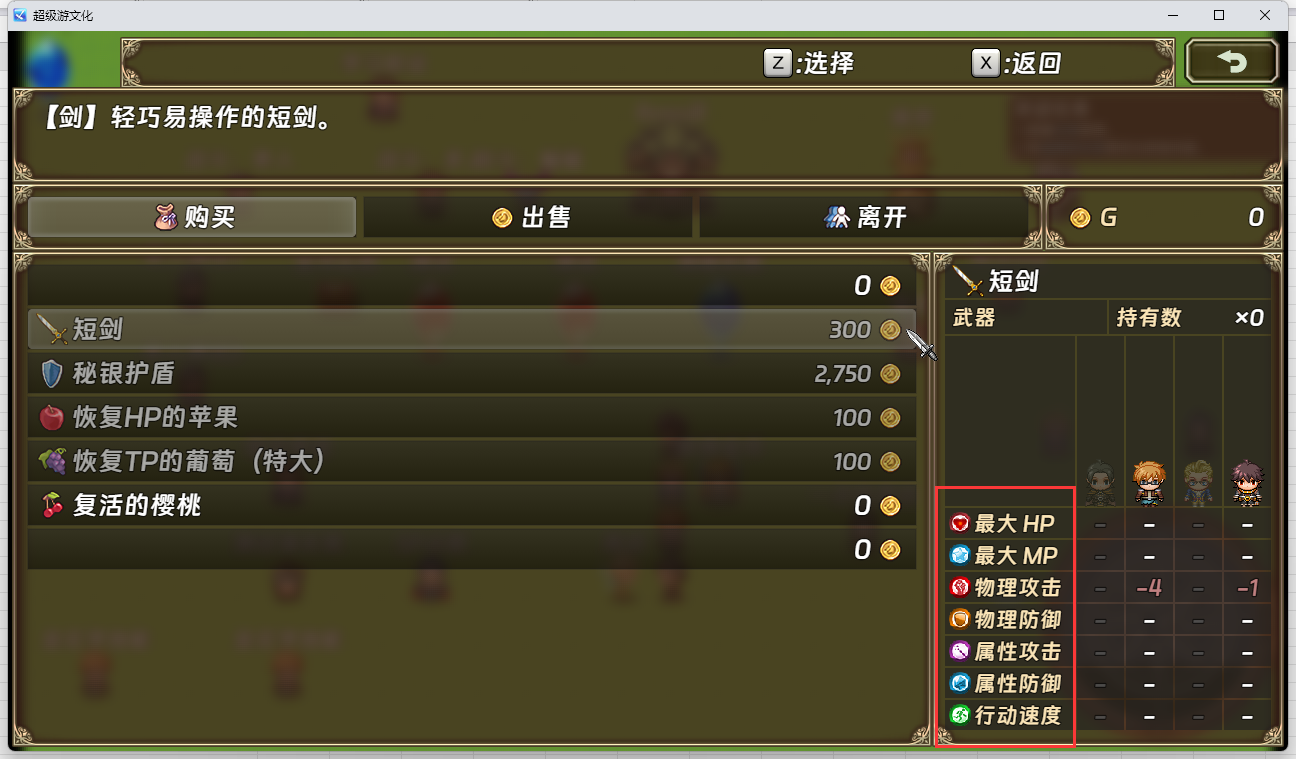 超级游文化
Z :选择
X :返回
【剑】轻巧易操作的短剑。
购买
出售
离开
G 0
0
短剑 300
秘银护盾 2,750
恢复HP的苹果 100
恢复TP的葡萄（特大） 100
复活的樱桃 0
0
短剑
武器 持有数 ×0
最大 HP – – – –
最大 MP – – – –
物理攻击 – -4 – -1
物理防御 – – – –
属性攻击 – – – –
属性防御 – – – –
行动速度 – – – –